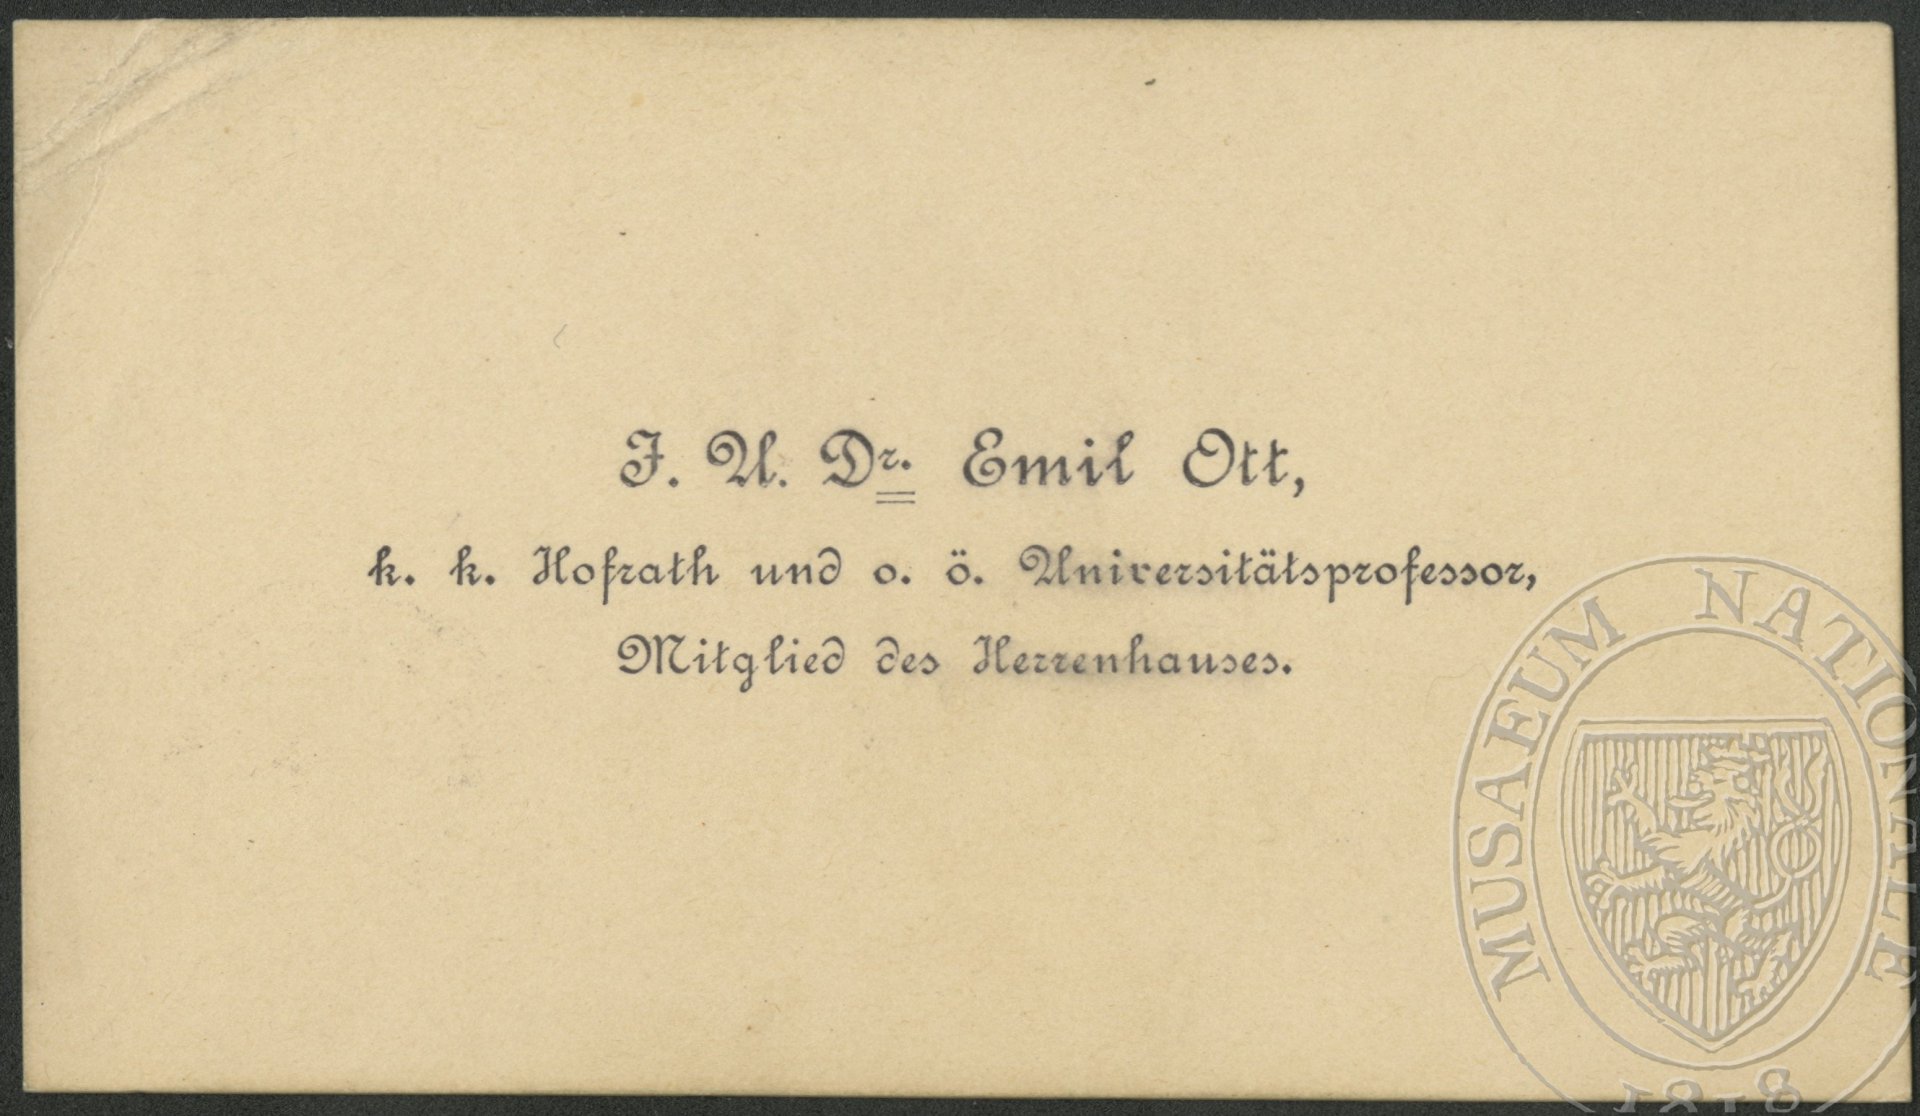 J. U. Dr. Emil Ott,
k. k. Hofrath und o. ö. Universitätsprofessor,
Mitglied des Herrenhauses.
MUSAEUM NATIONALE
1818